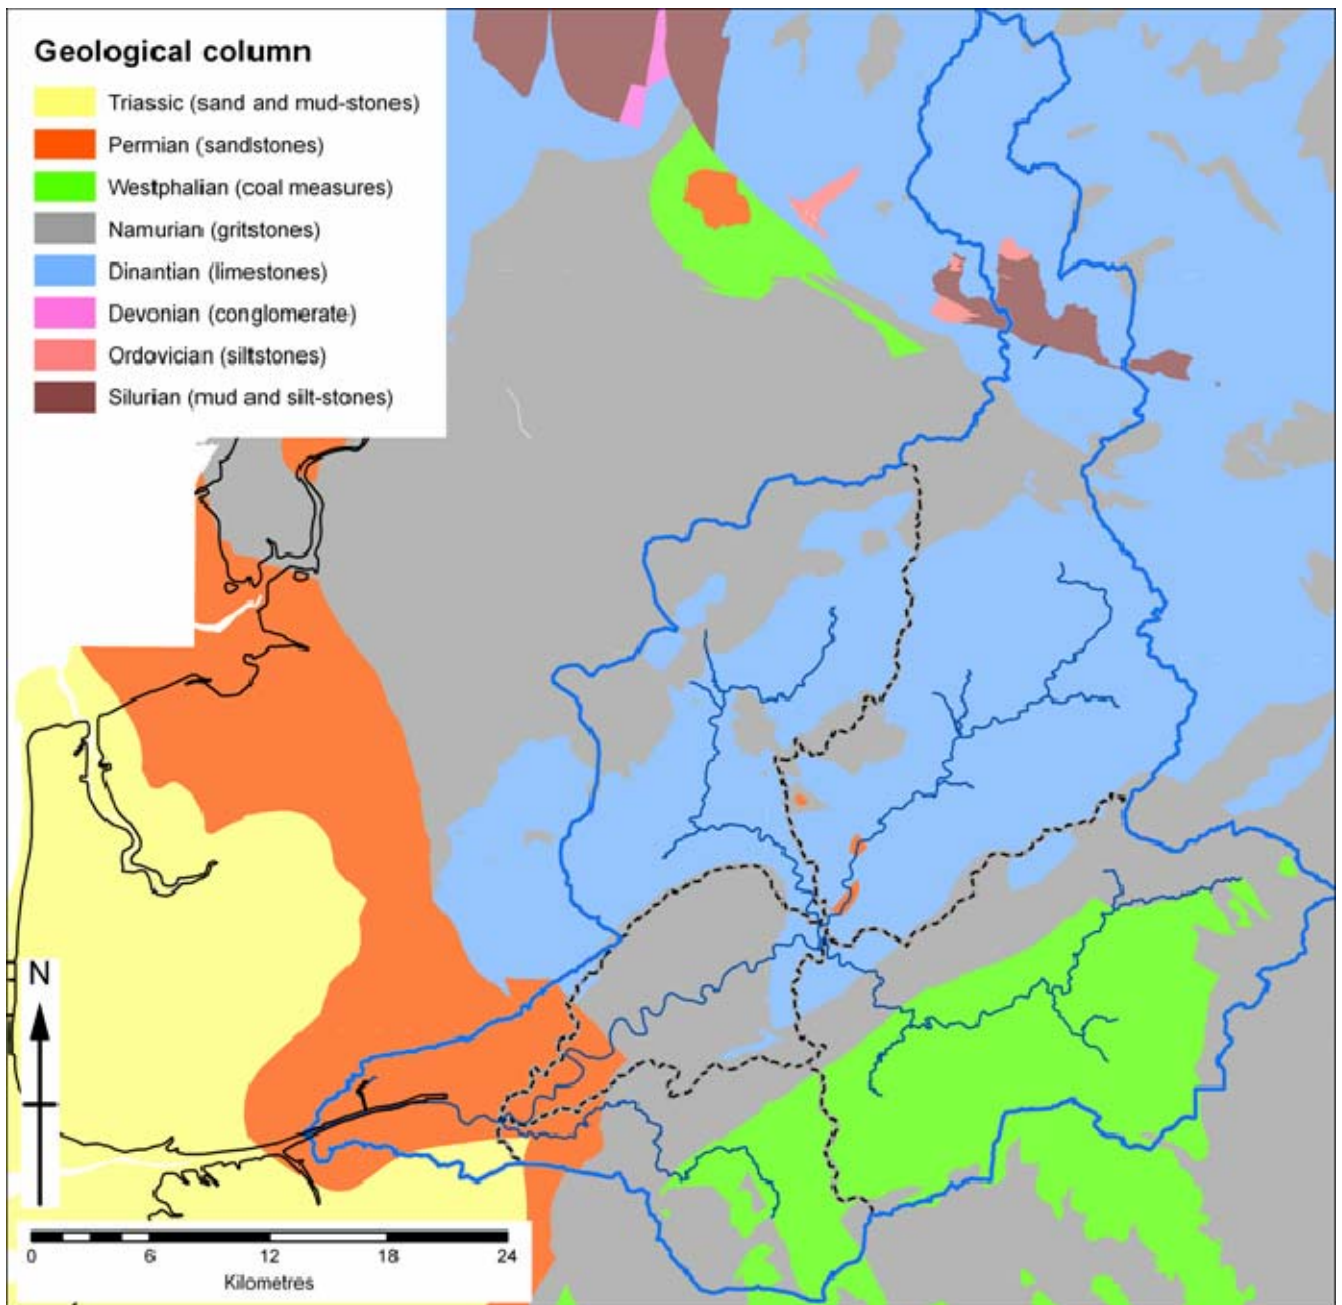 Geological column
Triassic (sand and mud-stones)
Permian (sandstones)
Westphalian (coal measures)
Namurian (gritstones)
Dinantian (limestones)
Devonian (conglomerate)
Ordovician (siltstones)
Silurian (mud and silt-stones)
N
0 6 12 18 24
Kilometres